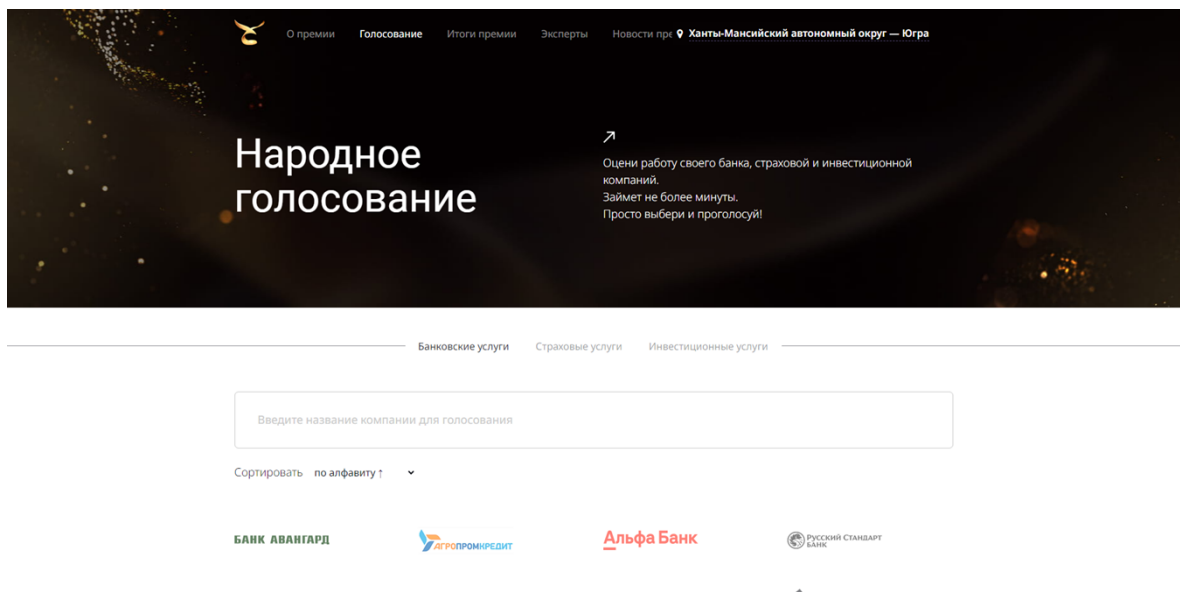 О премии Голосование Итоги премии Эксперты Новости пре Ханты-Мансийский автономный округ — Югра
Народное
голосование
Оцени работу своего банка, страховой и инвестиционной
компаний.
Займет не более минуты.
Просто выбери и проголосуй!
Банковские услуги Страховые услуги Инвестиционные услуги
Введите название компании для голосования
Сортировать по алфавиту ↑
БАНК АВАНГАРД
АГРОПРОМКРЕДИТ
Альфа Банк
РУССКИЙ СТАНДАРТ
БАНК